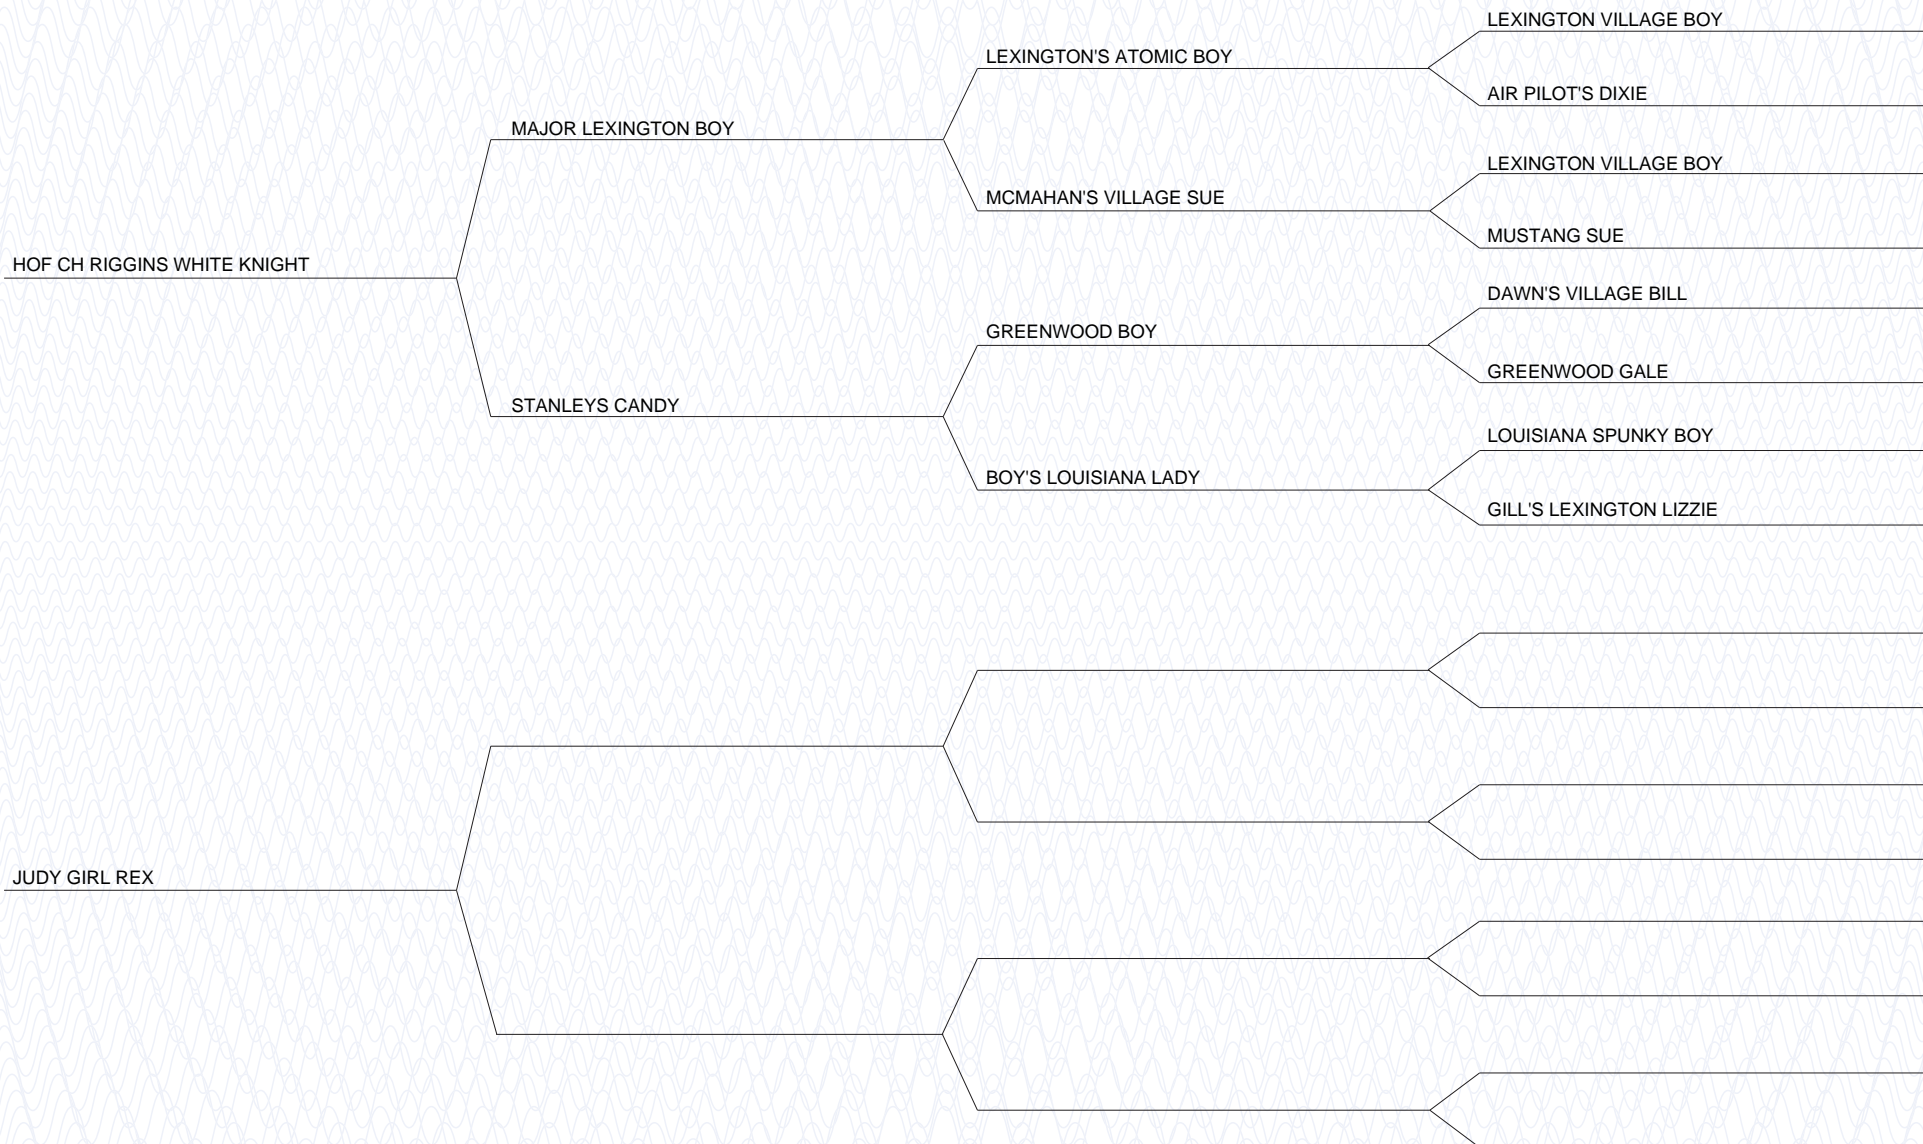 LEXINGTON VILLAGE BOY
LEXINGTON'S ATOMIC BOY
AIR PILOT'S DIXIE
MAJOR LEXINGTON BOY
LEXINGTON VILLAGE BOY
MCMAHAN'S VILLAGE SUE
MUSTANG SUE
HOF CH RIGGINS WHITE KNIGHT
DAWN'S VILLAGE BILL
GREENWOOD BOY
GREENWOOD GALE
STANLEYS CANDY
LOUISIANA SPUNKY BOY
BOY'S LOUISIANA LADY
GILL'S LEXINGTON LIZZIE
JUDY GIRL REX